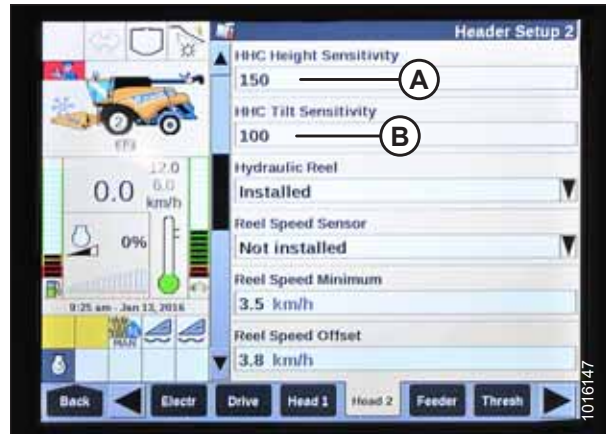 Header Setup 2
HHC Height Sensitivity
150
A
HHC Tilt Sensitivity
100
B
Hydraulic Reel
Installed
Reel Speed Sensor
Not installed
Reel Speed Minimum
3.5 km/h
Reel Speed Offset
3.8 km/h
2
12.0
6.0
0.0 km/h
0%
9:25 am - Jan 13, 2016
MAN
Back
Electr
Drive
Head 1
Head 2
Feeder
Thresh
1016147